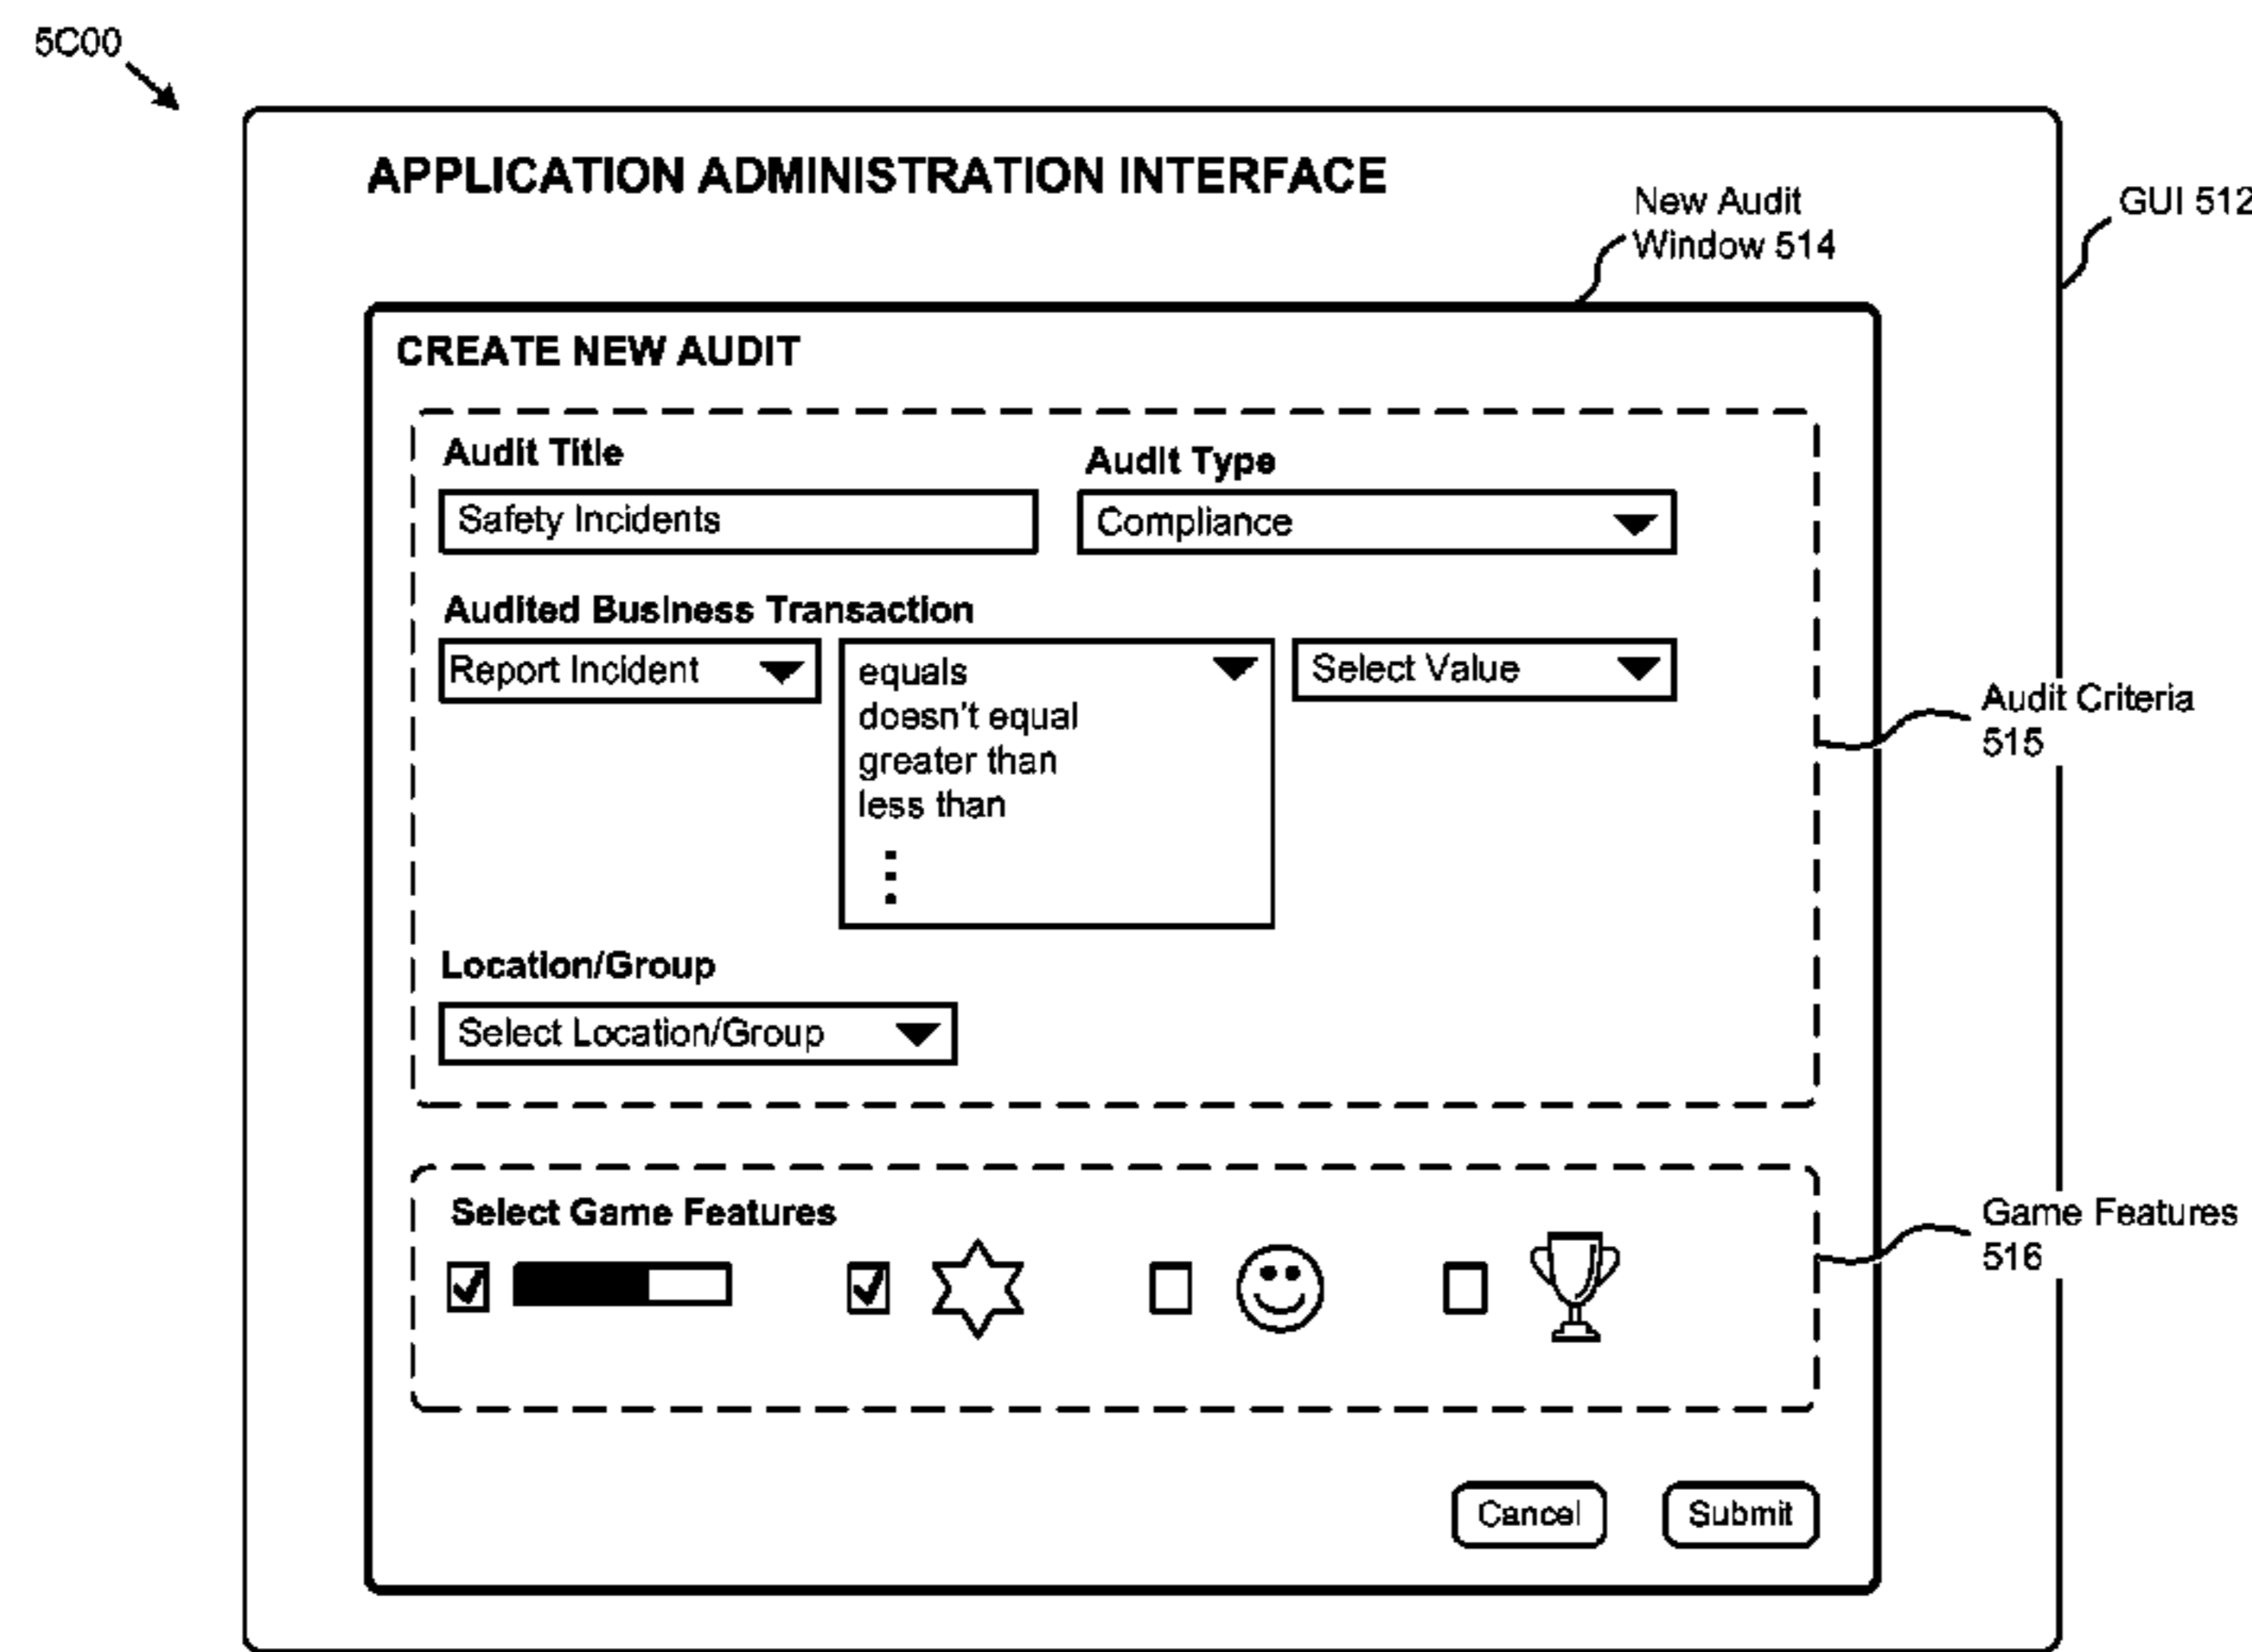 5C00
APPLICATION ADMINISTRATION INTERFACE
New Audit
Window 514
GUI 512
CREATE NEW AUDIT
Audit Title
Audit Type
Safety Incidents
Compliance
Audited Business Transaction
Report Incident
equals
doesn't equal
greater than
less than
Select Value
Audit Criteria
515
Location/Group
Select Location/Group
Select Game Features
Game Features
516
Cancel
Submit